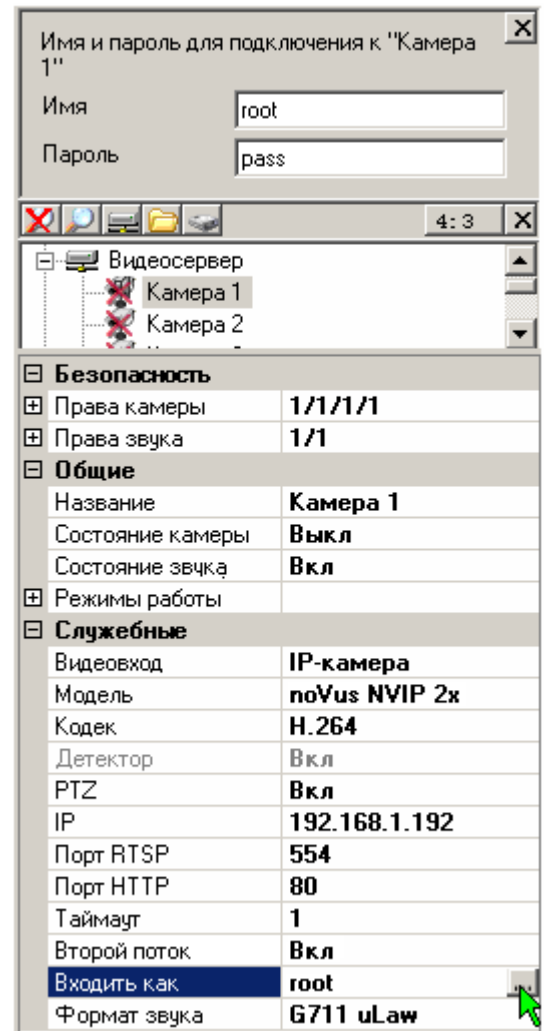 Имя и пароль для подключения к "Камера
1"
Имя root
Пароль pass
4:3
Видеосервер
Камера 1
Камера 2
Безопасность
Права камеры 1/1/1/1
Права звука 1/1
Общие
Название Камера 1
Состояние камеры Выкл
Состояние звука Вкл
Режимы работы
Служебные
Видеовход IP-камера
Модель noVus NVIP 2x
Кодек H.264
Детектор Вкл
PTZ Вкл
IP 192.168.1.192
Порт RTSP 554
Порт HTTP 80
Таймаут 1
Второй поток Вкл
Входить как root ...
Формат звука G711 uLaw